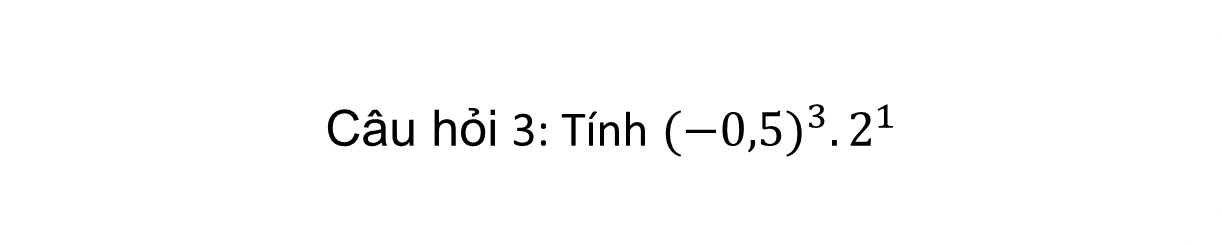 Câu hỏi 3: Tính (−0,5)³. 2¹